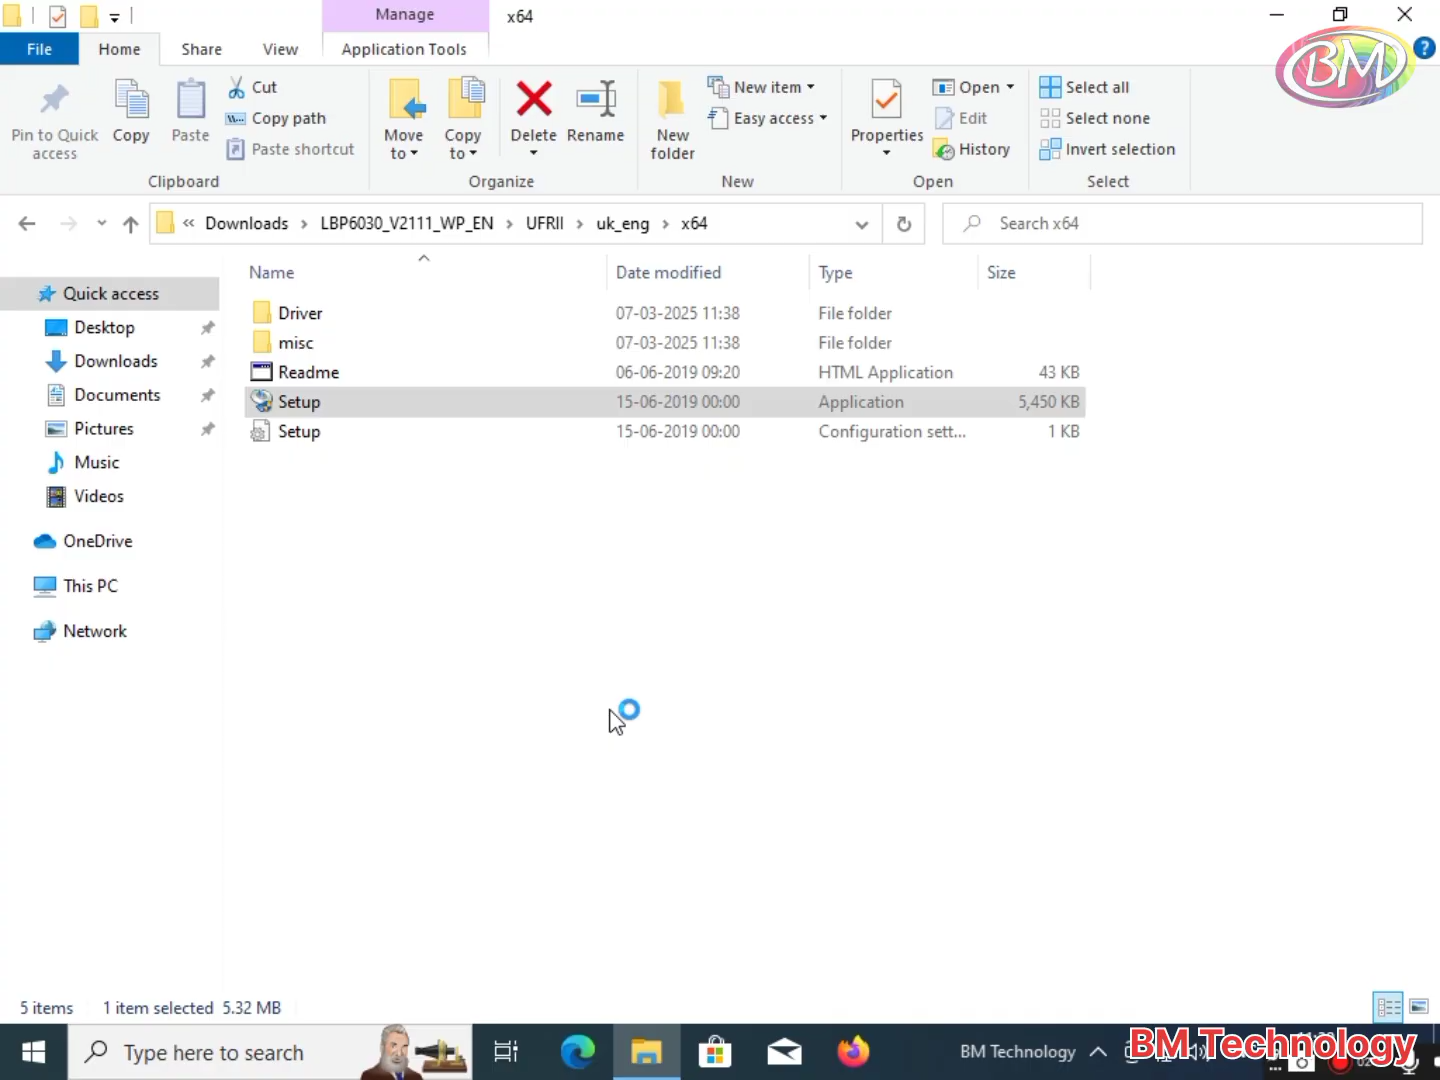 Manage
x64
File
Home
Share
View
Application Tools
Pin to Quick access
Copy
Paste
Cut
Copy path
Paste shortcut
Clipboard
Move to
Copy to
Delete
Rename
Organize
New folder
New item
Easy access
New
Properties
Open
Edit
History
Open
Select all
Select none
Invert selection
Select
BM
?
« Downloads › LBP6030_V2111_WP_EN › UFRII › uk_eng › x64
Search x64
Name Date modified Type Size
Driver 07-03-2025 11:38 File folder
misc 07-03-2025 11:38 File folder
Readme 06-06-2019 09:20 HTML Application 43 KB
Setup 15-06-2019 00:00 Application 5,450 KB
Setup 15-06-2019 00:00 Configuration sett... 1 KB
Quick access
Desktop
Downloads
Documents
Pictures
Music
Videos
OneDrive
This PC
Network
5 items 1 item selected 5.32 MB
Type here to search
BM Technology
BM Technology